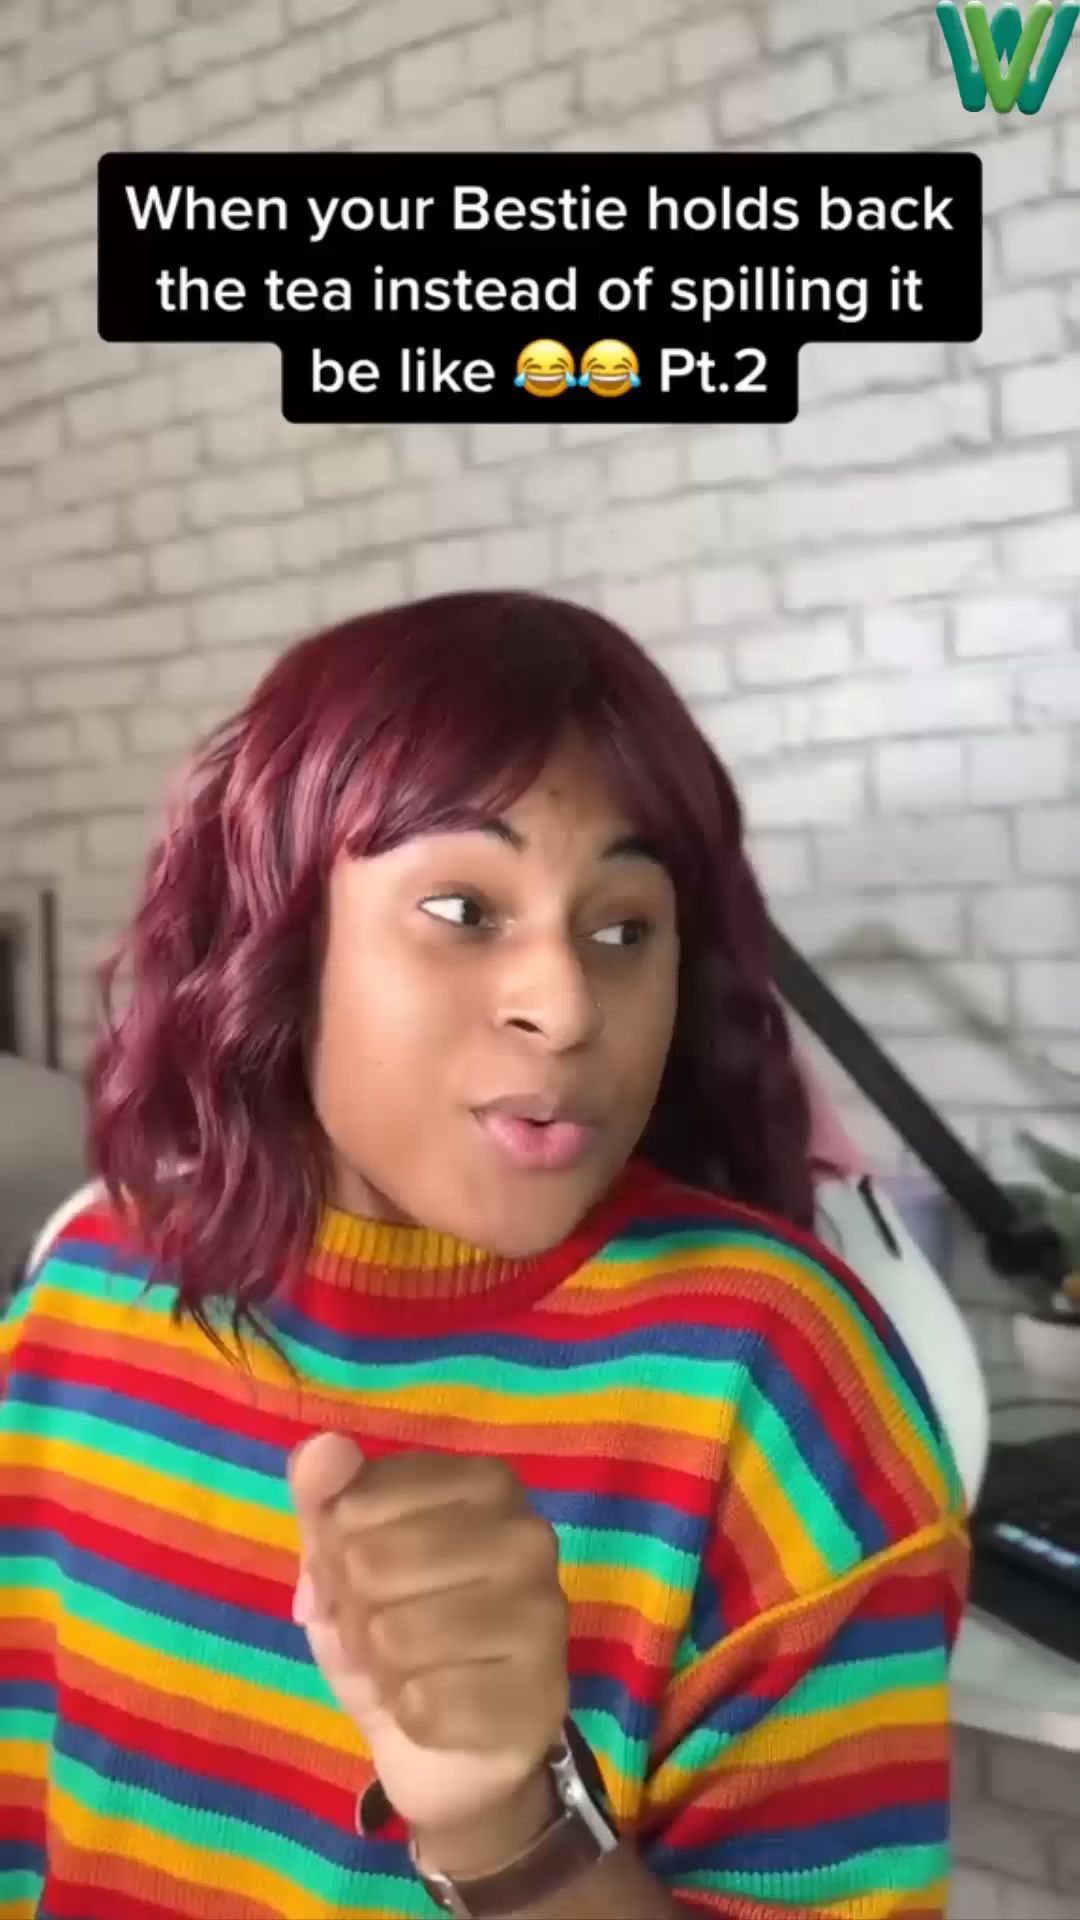 W
When your Bestie holds back
the tea instead of spilling it
be like 😂😂 Pt.2